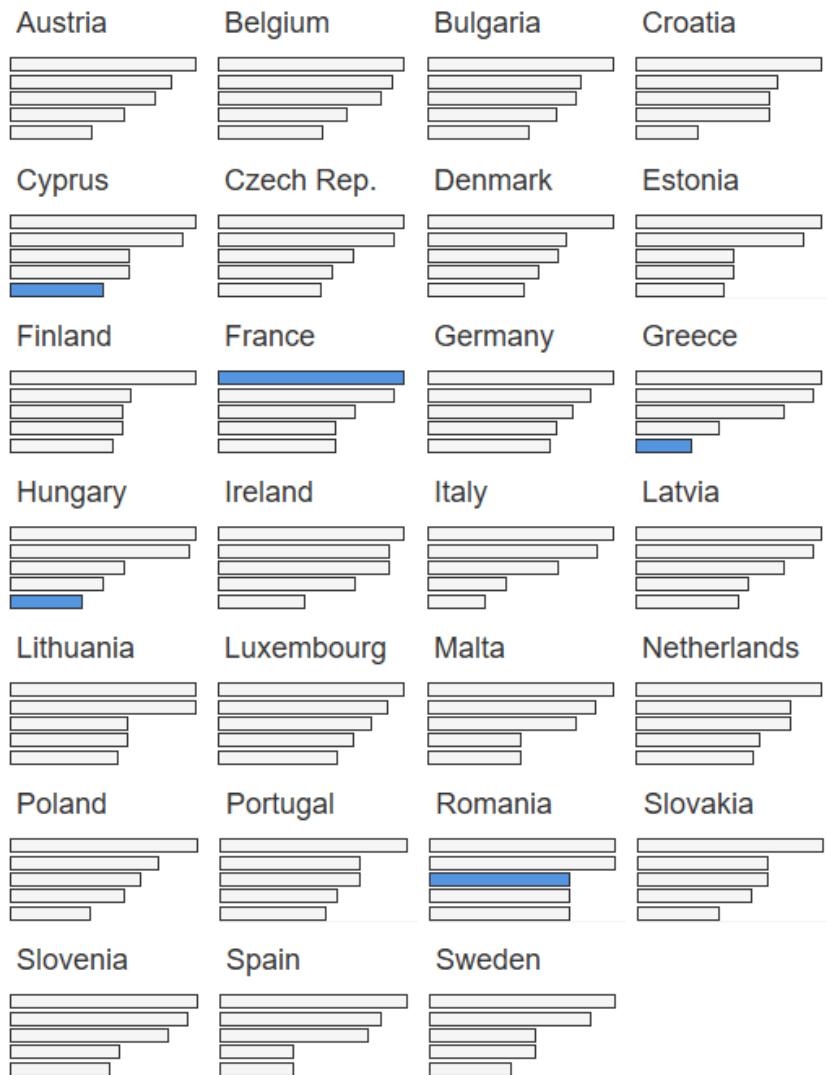 Austria Belgium Bulgaria Croatia
Cyprus Czech Rep. Denmark Estonia
Finland France Germany Greece
Hungary Ireland Italy Latvia
Lithuania Luxembourg Malta Netherlands
Poland Portugal Romania Slovakia
Slovenia Spain Sweden